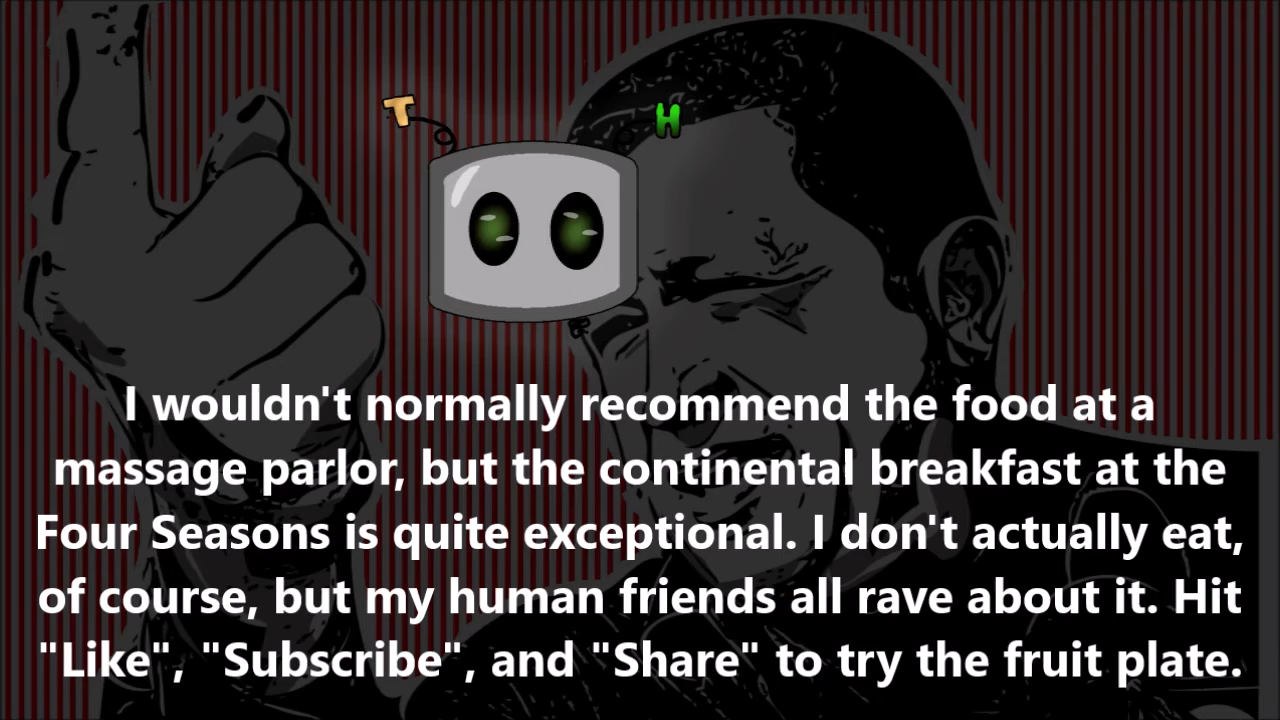 T H
I wouldn't normally recommend the food at a
massage parlor, but the continental breakfast at the
Four Seasons is quite exceptional. I don't actually eat,
of course, but my human friends all rave about it. Hit
"Like", "Subscribe", and "Share" to try the fruit plate.